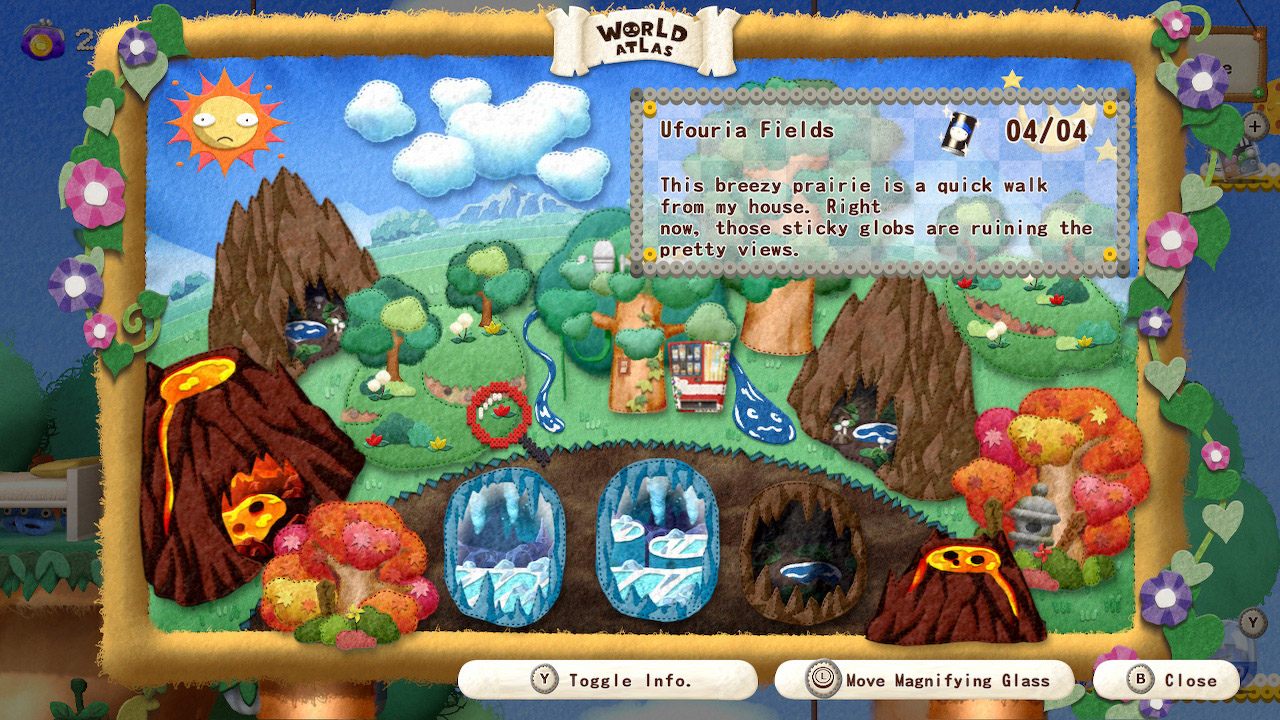 2
WORLD
ATLAS
Ufouria Fields
04/04
This breezy prairie is a quick walk
from my house. Right
now, those sticky globs are ruining the
pretty views.
e
+
Y
Y Toggle Info.
L Move Magnifying Glass
B Close